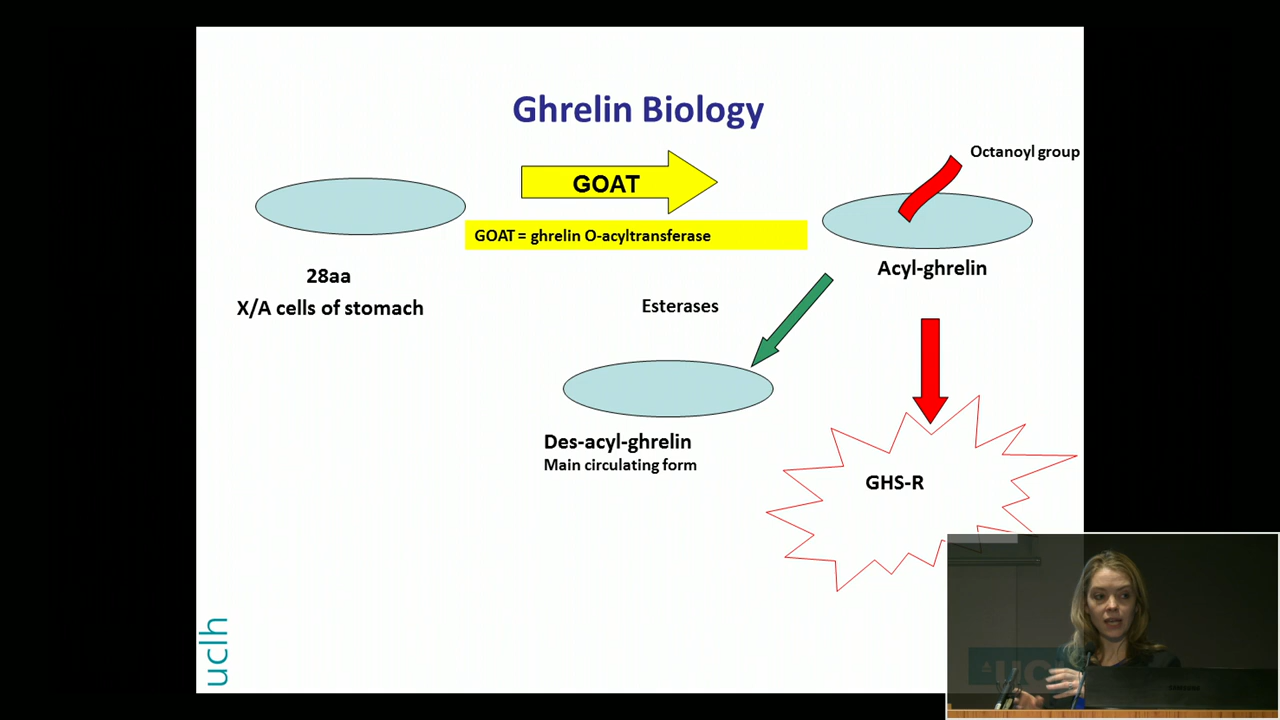 Ghrelin Biology
Octanoyl group
GOAT
GOAT = ghrelin O-acyltransferase
28aa
X/A cells of stomach
Acyl-ghrelin
Esterases
Des-acyl-ghrelin
Main circulating form
GHS-R
uclh
SAMSUNG